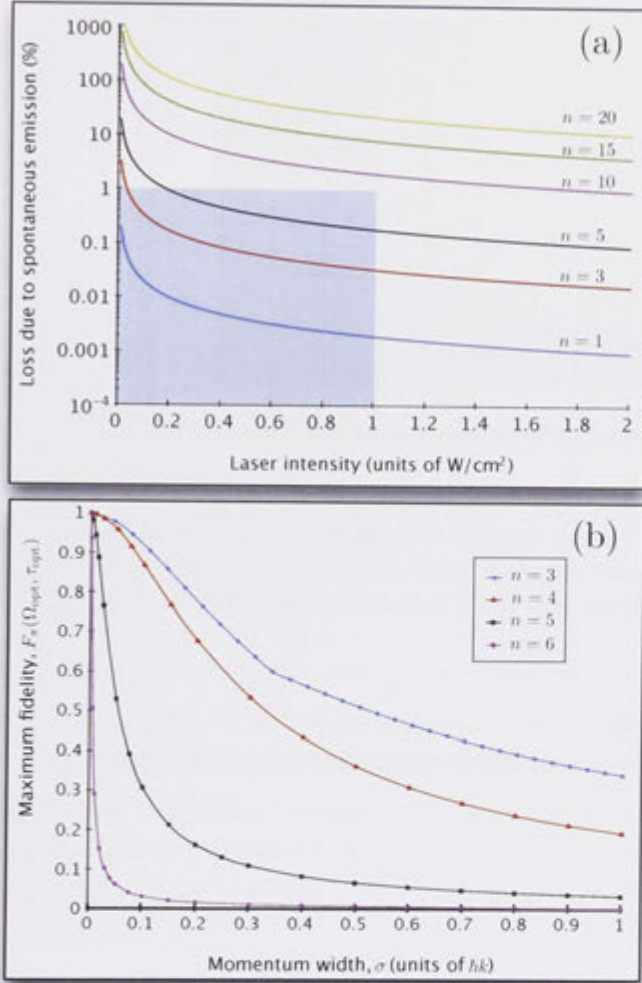 (a)
Loss due to spontaneous emission (%)
1000
100
10
1
0.1
0.01
0.001
10⁻⁴
n = 20
n = 15
n = 10
n = 5
n = 3
n = 1
0 0.2 0.4 0.6 0.8 1 1.2 1.4 1.6 1.8 2
Laser intensity (units of W/cm²)
(b)
Maximum fidelity, Fₙ(Ωopt, τopt)
1
0.9
0.8
0.7
0.6
0.5
0.4
0.3
0.2
0.1
0
n = 3
n = 4
n = 5
n = 6
0 0.1 0.2 0.3 0.4 0.5 0.6 0.7 0.8 0.9 1
Momentum width, σ (units of ħk)